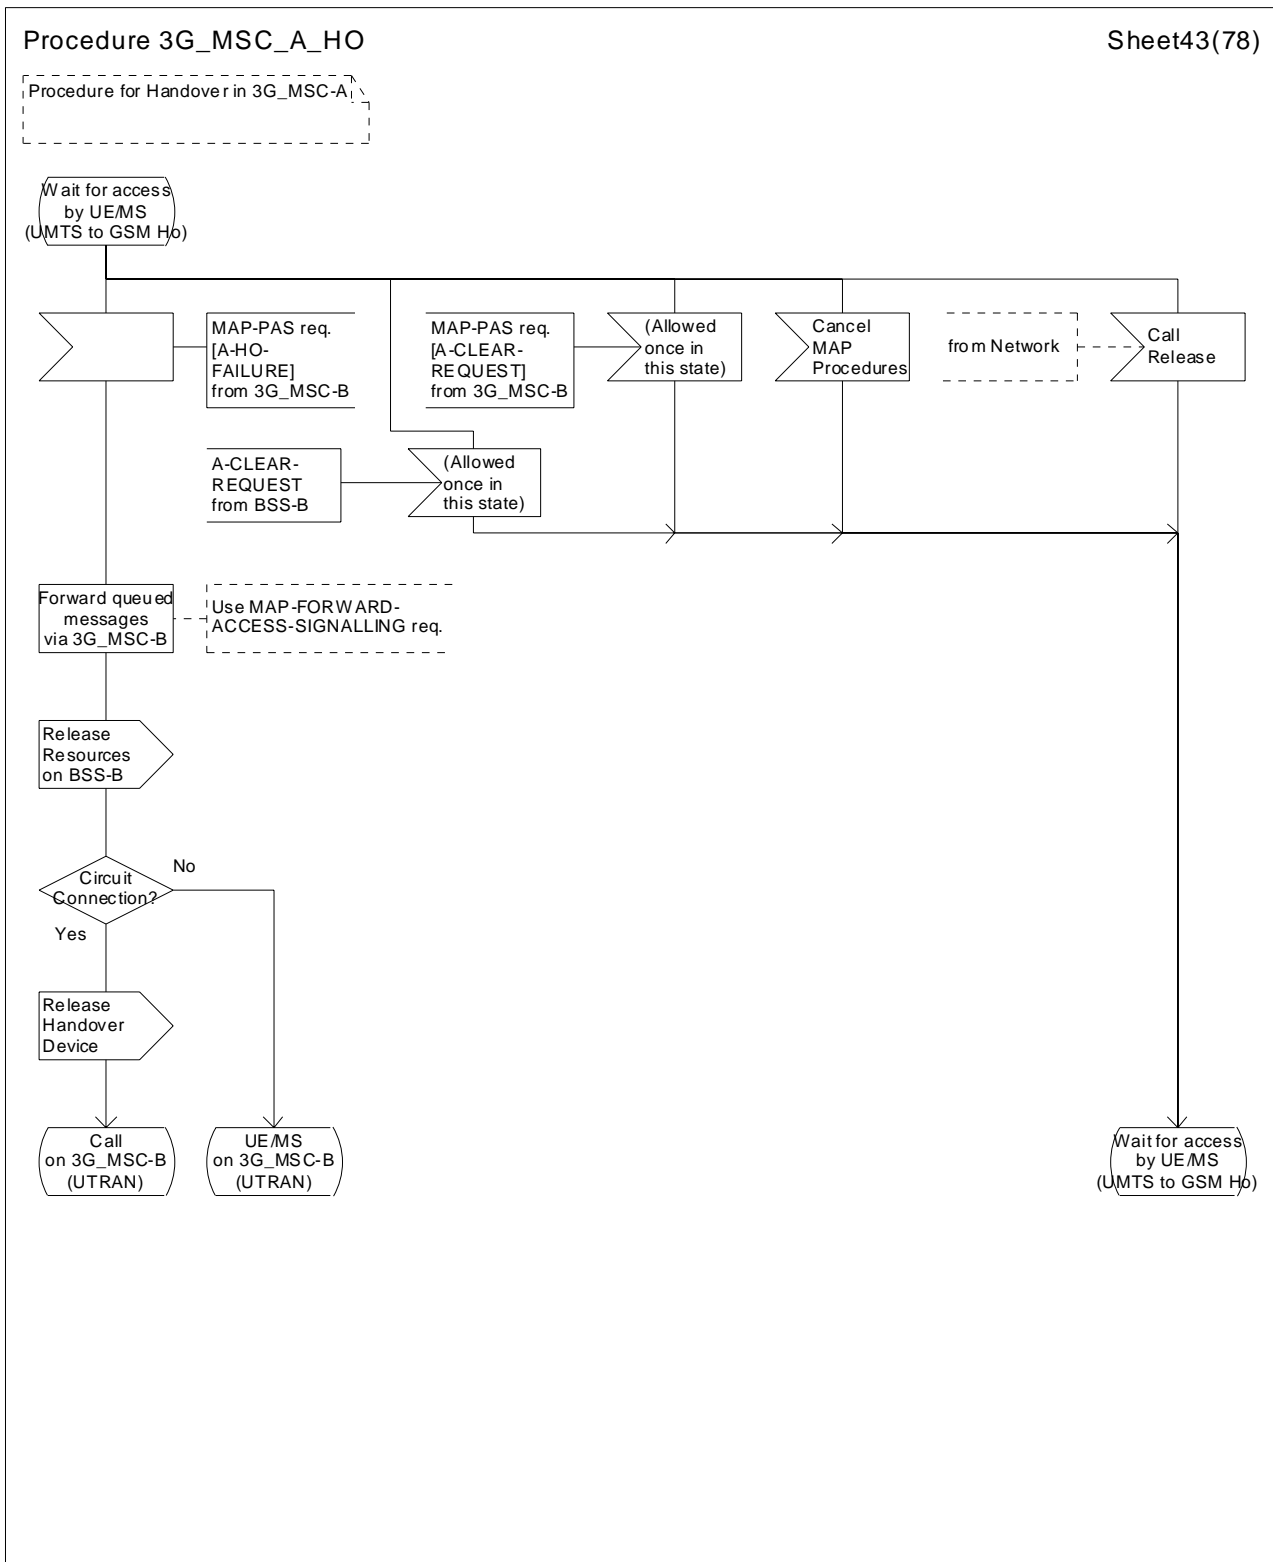 Procedure 3G_MSC_A_HO
Sheet43(78)
Procedure for Handover in 3G_MSC-A
Wait for access
by UE/MS
(UMTS to GSM Ho)
MAP-PAS req.
[A-HO-
FAILURE]
from 3G_MSC-B
MAP-PAS req.
[A-CLEAR-
REQUEST]
from 3G_MSC-B
(Allowed
once in
this state)
Cancel
MAP
Procedures
from Network
Call
Release
A-CLEAR-
REQUEST
from BSS-B
(Allowed
once in
this state)
Forward queued
messages
via 3G_MSC-B
Use MAP-FORWARD-
ACCESS-SIGNALLING req.
Release
Resources
on BSS-B
Circuit
Connection?
No
Yes
Release
Handover
Device
Call
on 3G_MSC-B
(UTRAN)
UE/MS
on 3G_MSC-B
(UTRAN)
Wait for access
by UE/MS
(UMTS to GSM Ho)